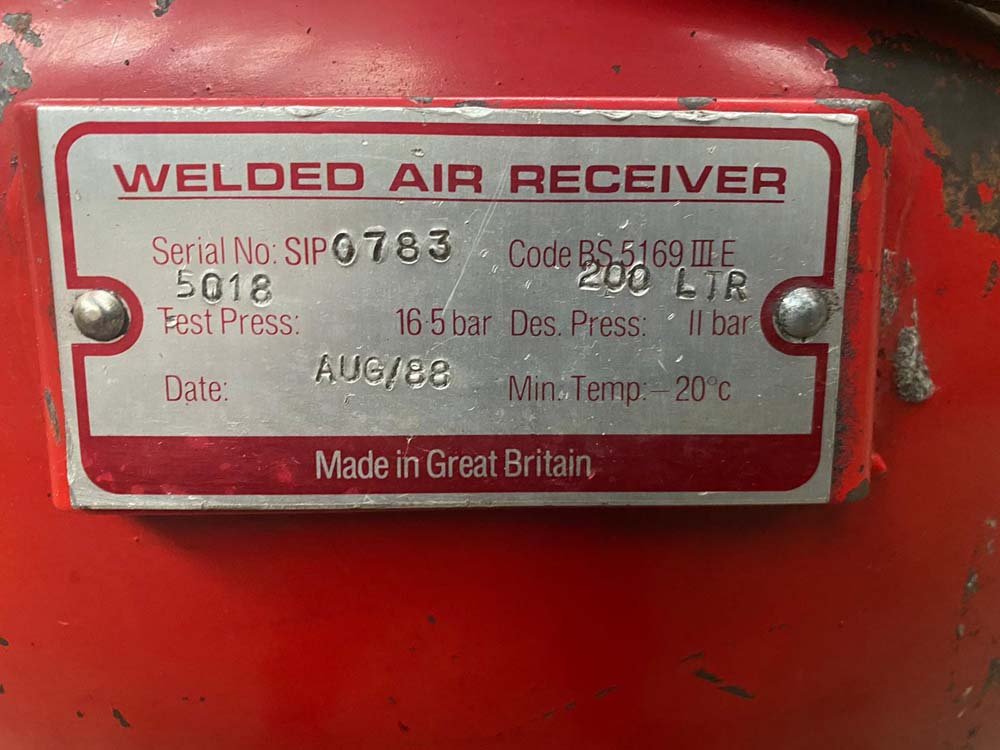 WELDED AIR RECEIVER
Serial No: SIP0783 Code BS 5169 III E
5018 200 LTR
Test Press: 16·5 bar Des. Press: 11 bar
Date: AUG/88 Min. Temp: – 20°c
Made in Great Britain